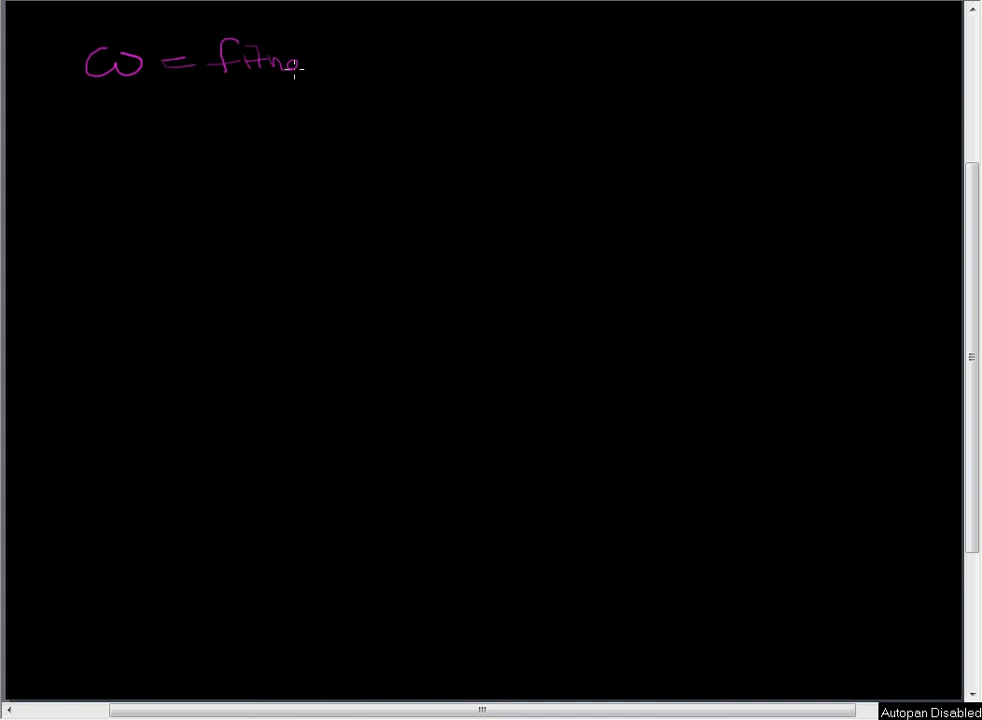 ω = fitne
Autopan Disabled